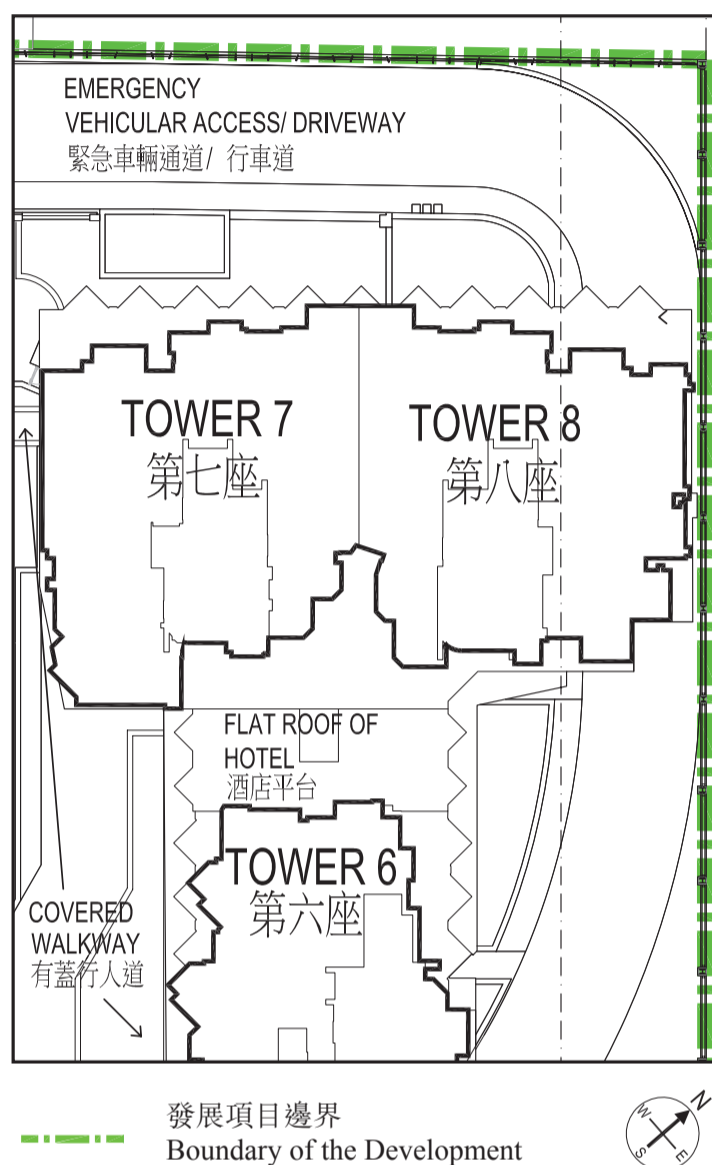 EMERGENCY
VEHICULAR ACCESS/ DRIVEWAY
緊急車輛通道/ 行車道
TOWER 7
第七座
TOWER 8
第八座
FLAT ROOF OF
HOTEL
酒店平台
TOWER 6
第六座
COVERED
WALKWAY
有蓋行人道
發展項目邊界
Boundary of the Development
N
W
E
S